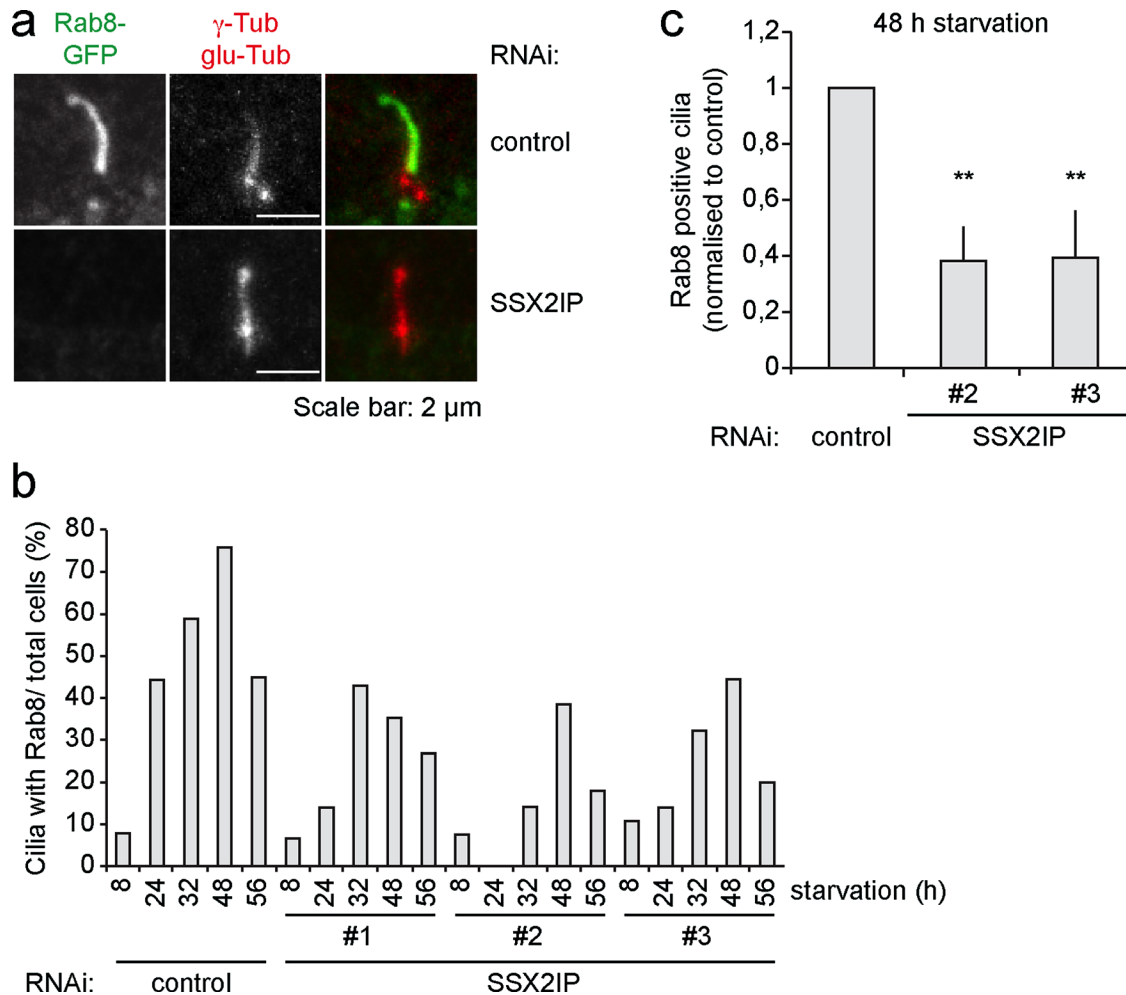 a
Rab8-
GFP
γ-Tub
glu-Tub
RNAi:
control
SSX2IP
Scale bar: 2 µm
c
48 h starvation
Rab8 positive cilia
(normalised to control)
1,2
1
0,8
0,6
0,4
0,2
0
**
**
#2
#3
RNAi:
control
SSX2IP
b
Cilia with Rab8/ total cells (%)
80
70
60
50
40
30
20
10
0
8 24 32 48 56 8 24 32 48 56 8 24 32 48 56 8 24 32 48 56 starvation (h)
#1 #2 #3
RNAi: control SSX2IP